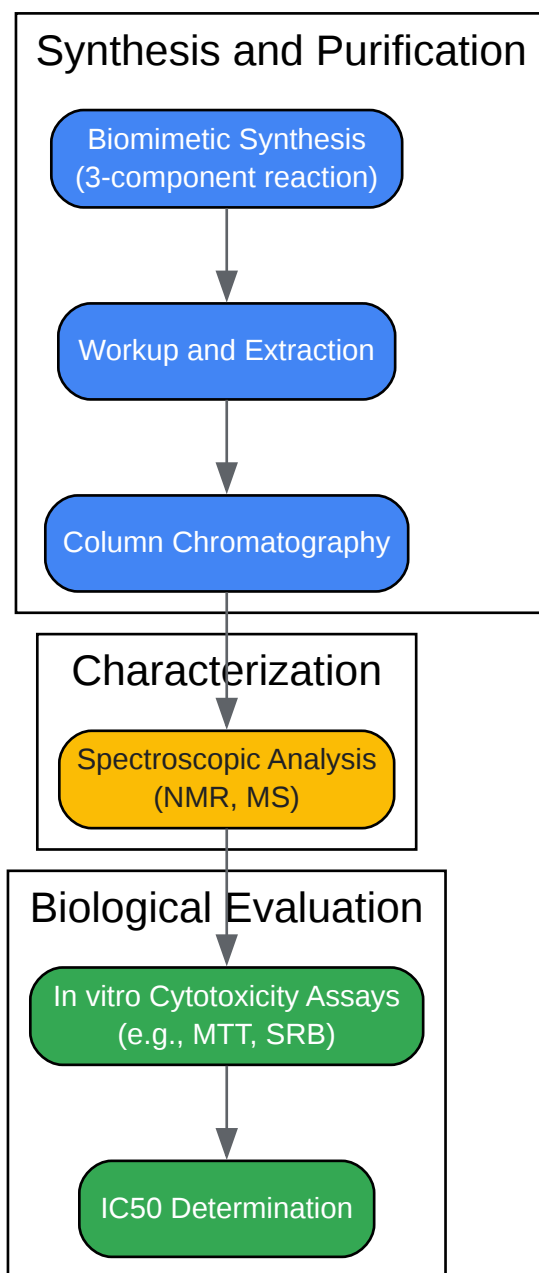 Synthesis and Purification
Biomimetic Synthesis
(3-component reaction)
Workup and Extraction
Column Chromatography
Characterization
Spectroscopic Analysis
(NMR, MS)
Biological Evaluation
In vitro Cytotoxicity Assays
(e.g., MTT, SRB)
IC50 Determination